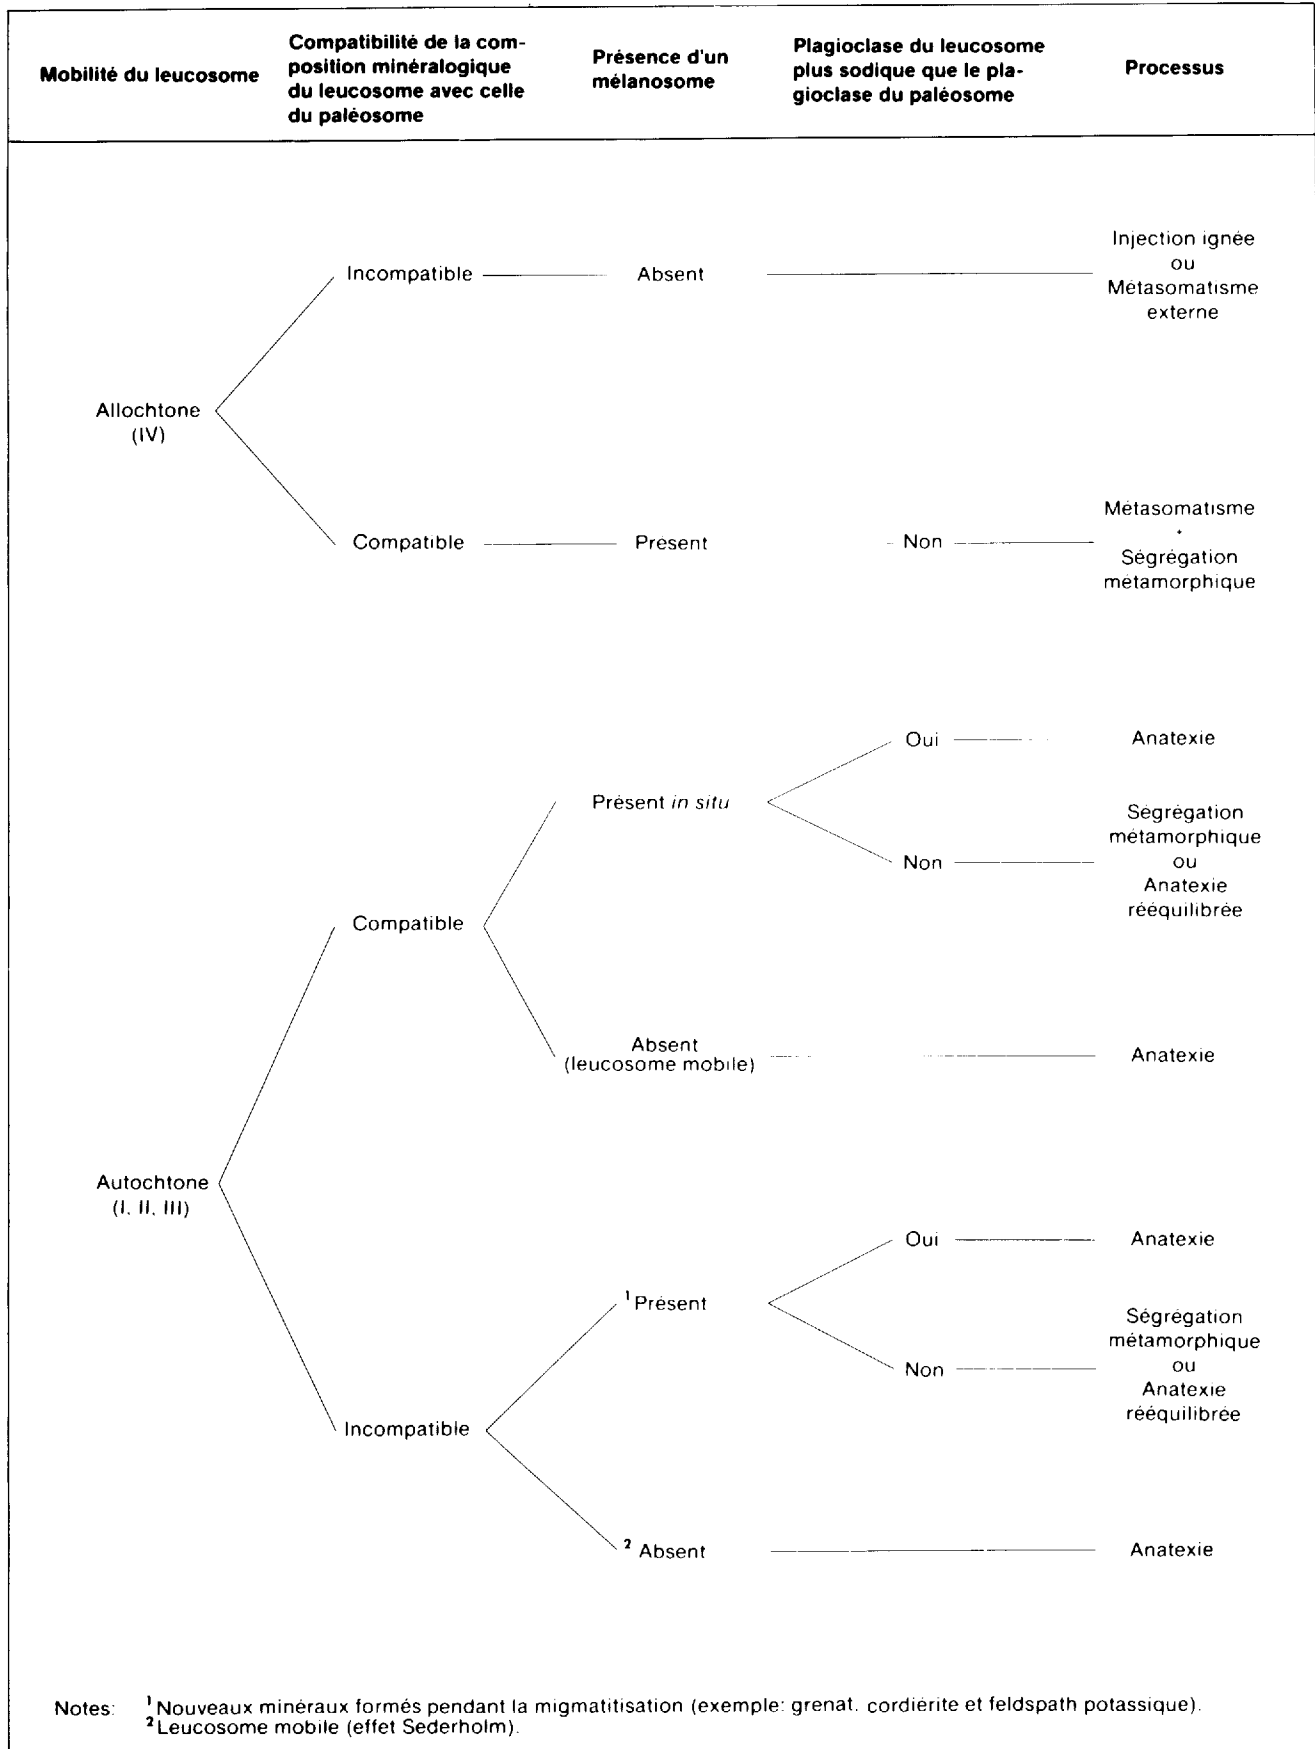 Mobilité du leucosome
Compatibilité de la com-
position minéralogique
du leucosome avec celle
du paléosome
Présence d'un
mélanosome
Plagioclase du leucosome
plus sodique que le pla-
gioclase du paléosome
Processus
Allochtone
(IV)
Incompatible
Absent
Injection ignée
ou
Métasomatisme
externe
Compatible
Présent
Non
Métasomatisme
+
Ségrégation
métamorphique
Autochtone
(I, II, III)
Compatible
Présent in situ
Oui
Anatexie
Non
Ségrégation
métamorphique
ou
Anatexie
rééquilibrée
Absent
(leucosome mobile)
Anatexie
Incompatible
1 Présent
Oui
Anatexie
Non
Ségrégation
métamorphique
ou
Anatexie
rééquilibrée
2 Absent
Anatexie
Notes: 1 Nouveaux minéraux formés pendant la migmatitisation (exemple: grenat, cordiérite et feldspath potassique).
2 Leucosome mobile (effet Sederholm).